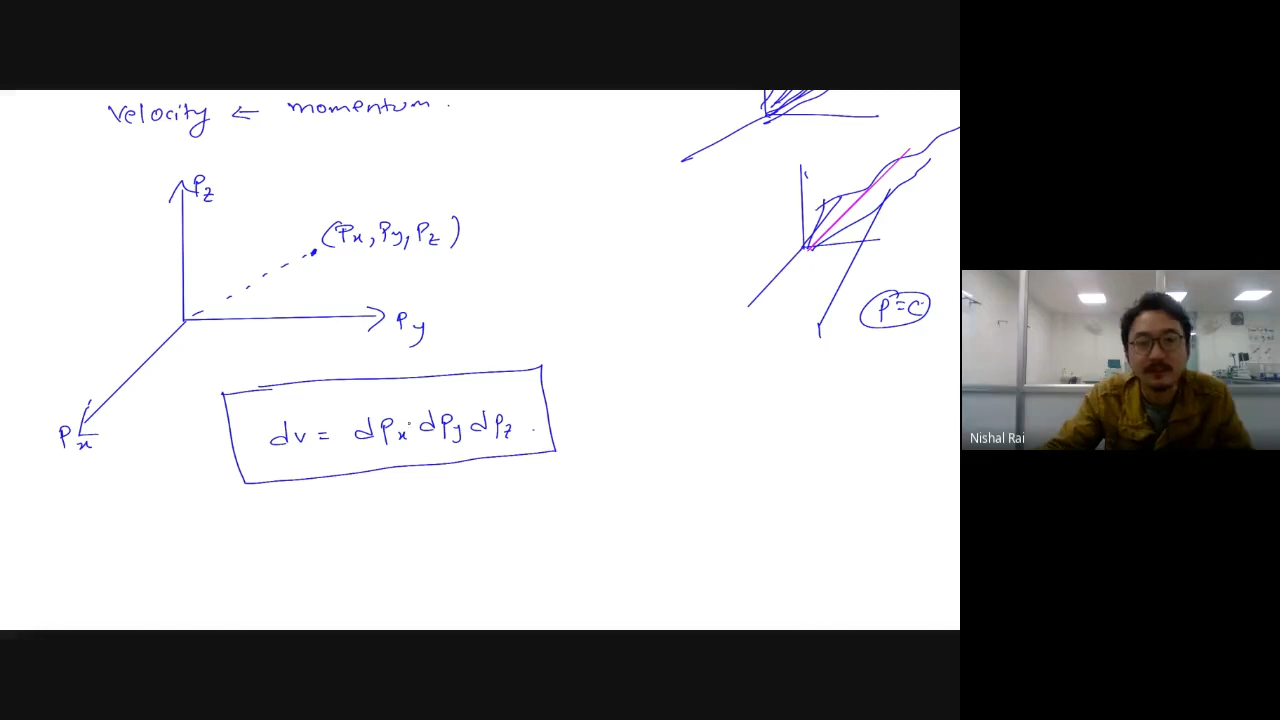 Velocity ← momentum.
Pz
(Px, Py, Pz)
Py
Px
dv = dPx dPy dPz.
Nishal Rai